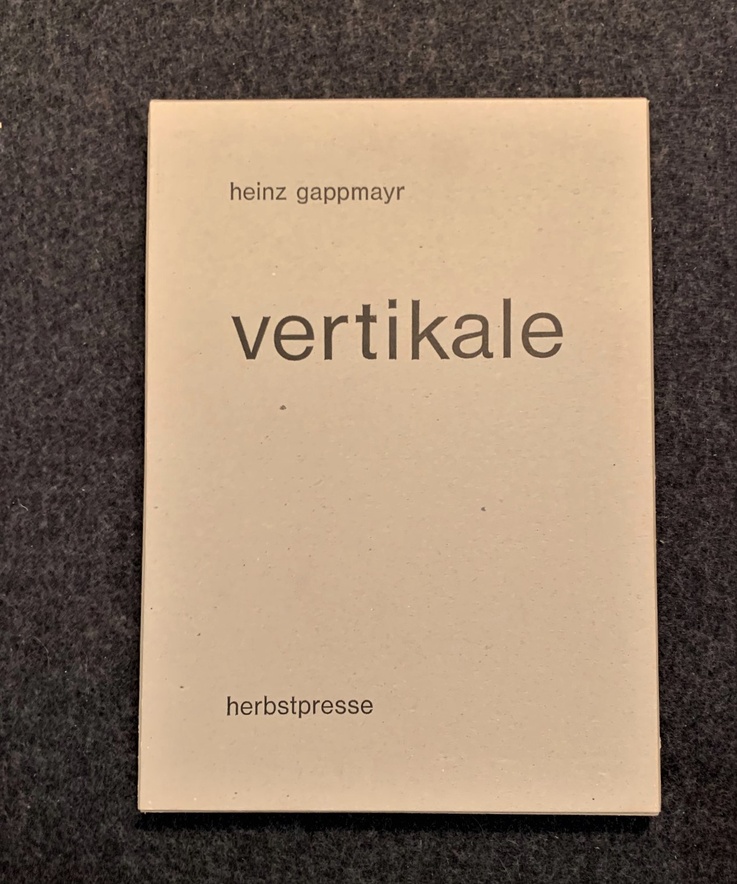 heinz gappmayr
vertikale
herbstpresse